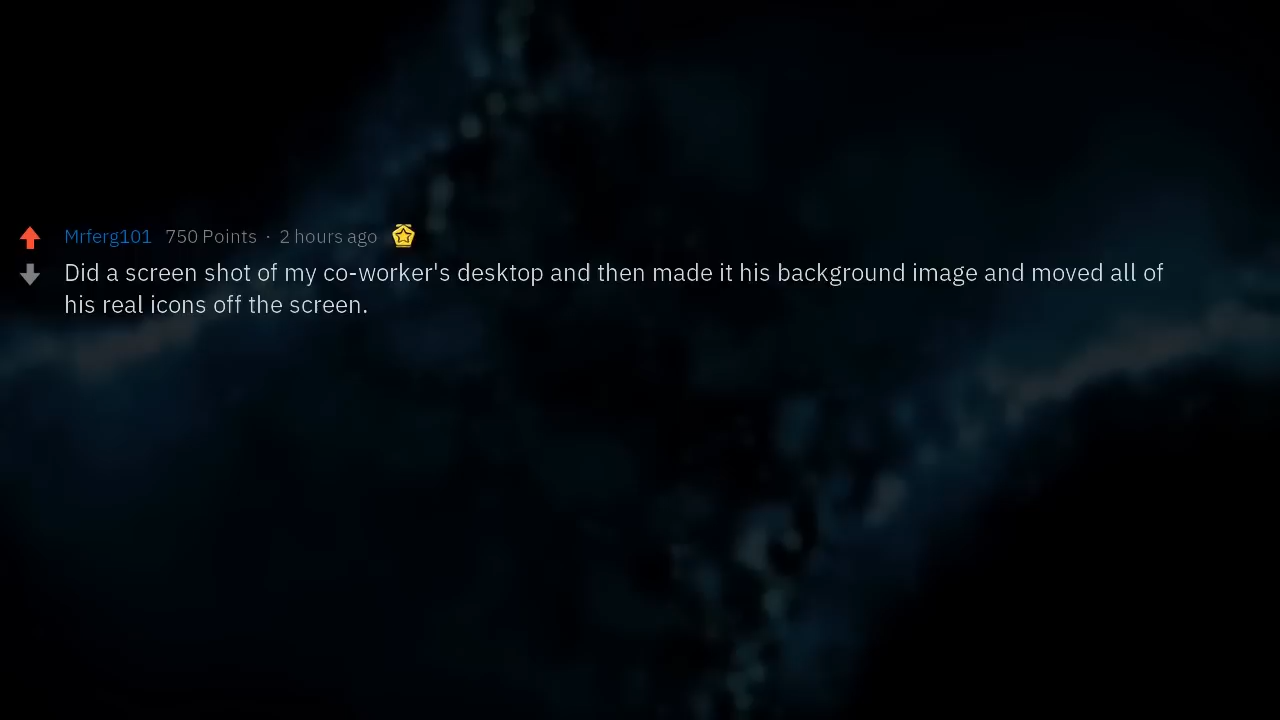 Mrferg101 750 Points · 2 hours ago
Did a screen shot of my co-worker's desktop and then made it his background image and moved all of
his real icons off the screen.